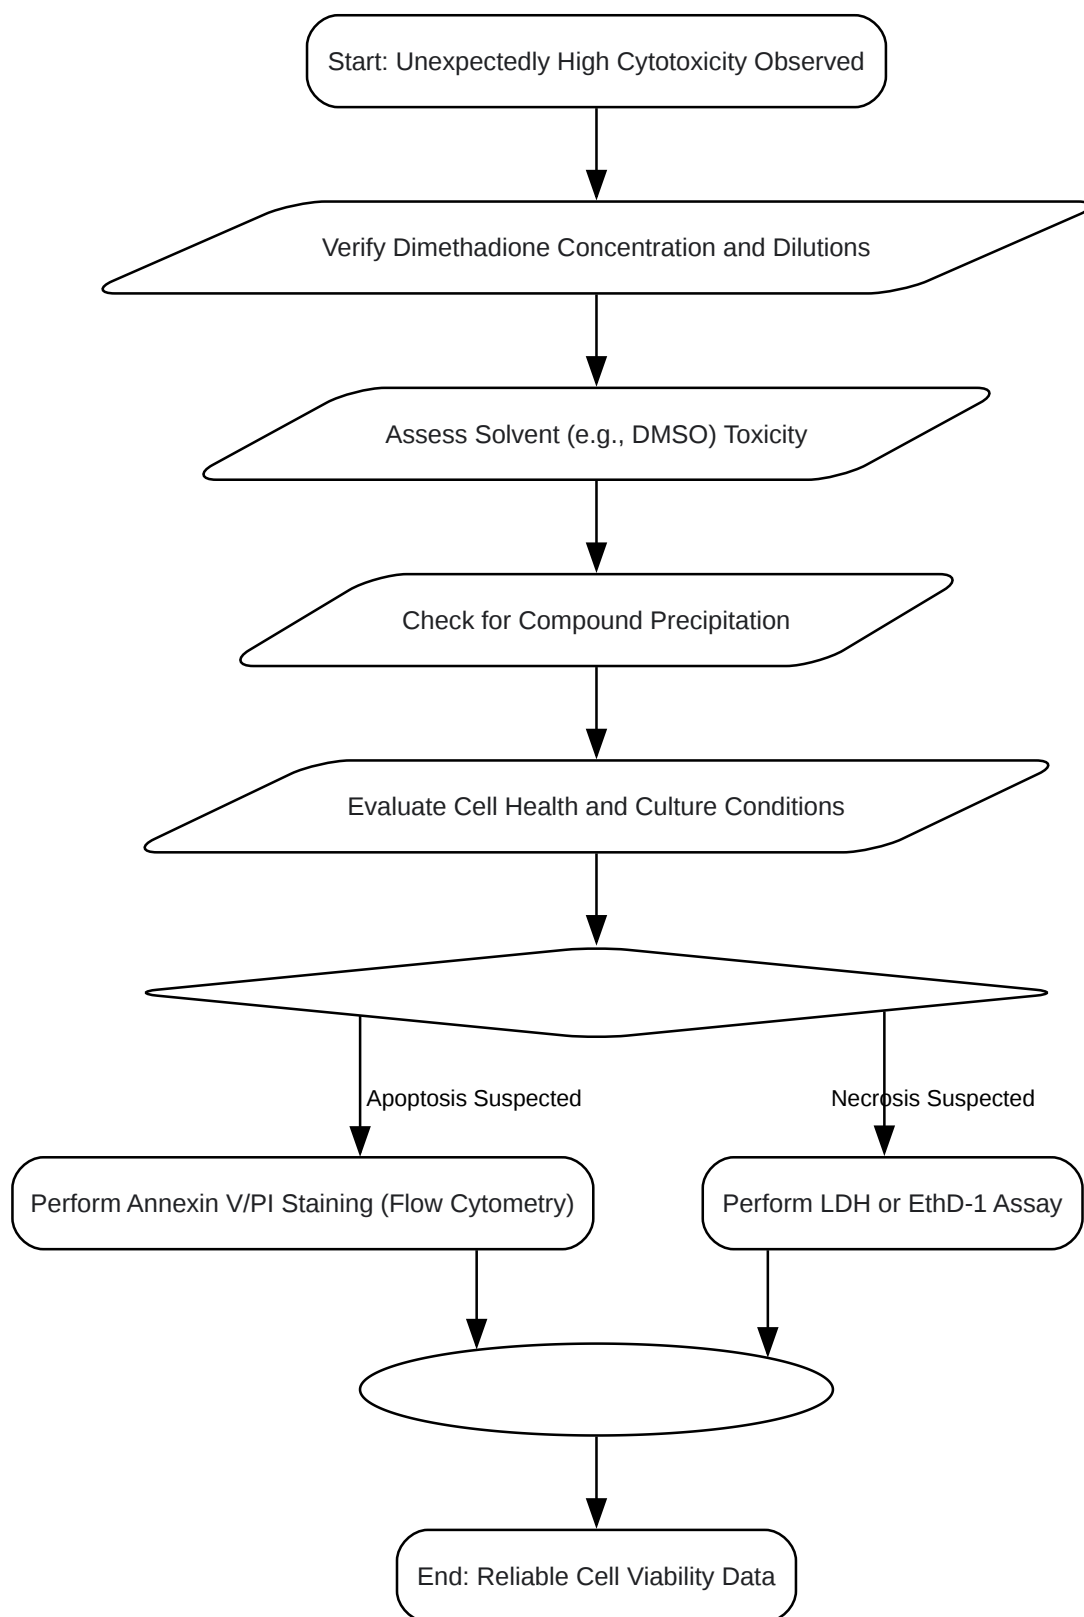 Start: Unexpectedly High Cytotoxicity Observed
Verify Dimethadione Concentration and Dilutions
Assess Solvent (e.g., DMSO) Toxicity
Check for Compound Precipitation
Evaluate Cell Health and Culture Conditions
Apoptosis Suspected
Necrosis Suspected
Perform Annexin V/PI Staining (Flow Cytometry)
Perform LDH or EthD-1 Assay
End: Reliable Cell Viability Data